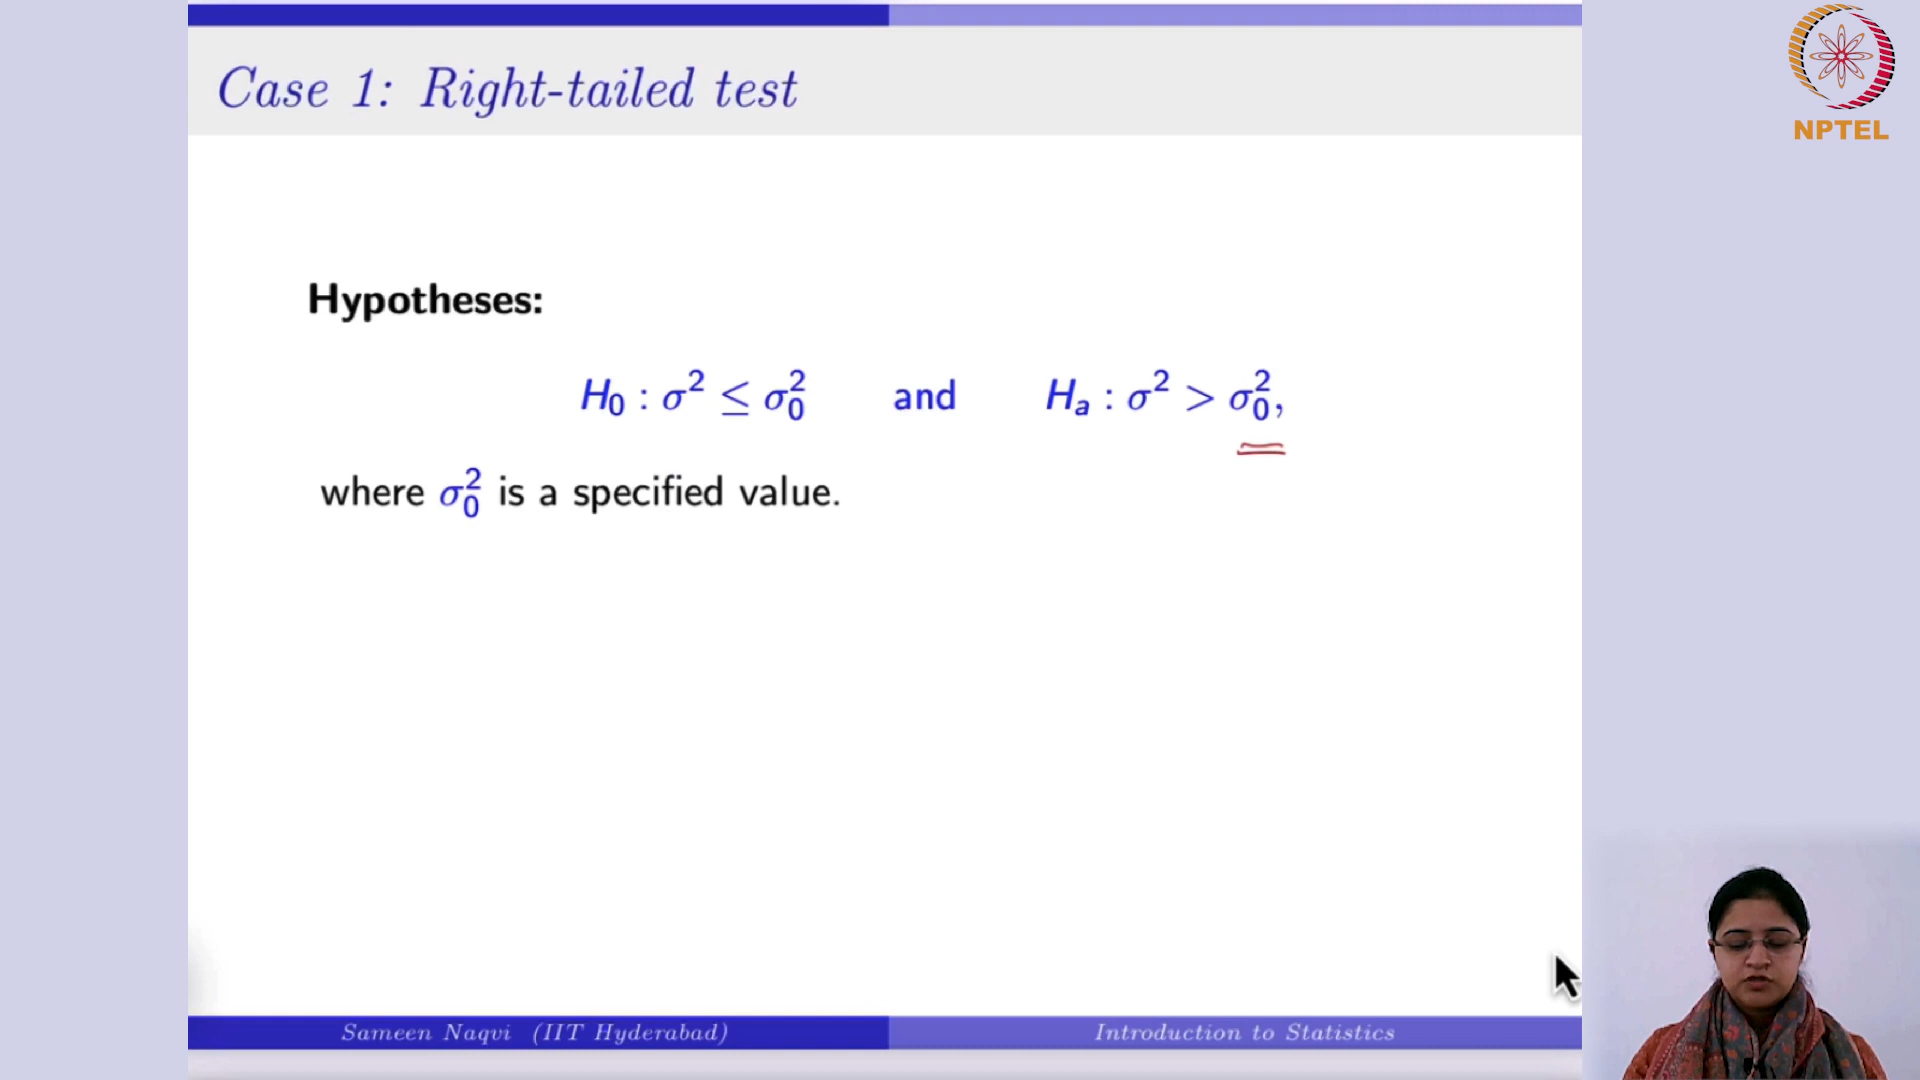 Case 1: Right-tailed test
NPTEL
Hypotheses:
H₀ : σ² ≤ σ₀² and Hₐ : σ² > σ₀²,
where σ₀² is a specified value.
Sameen Naqvi (IIT Hyderabad) Introduction to Statistics